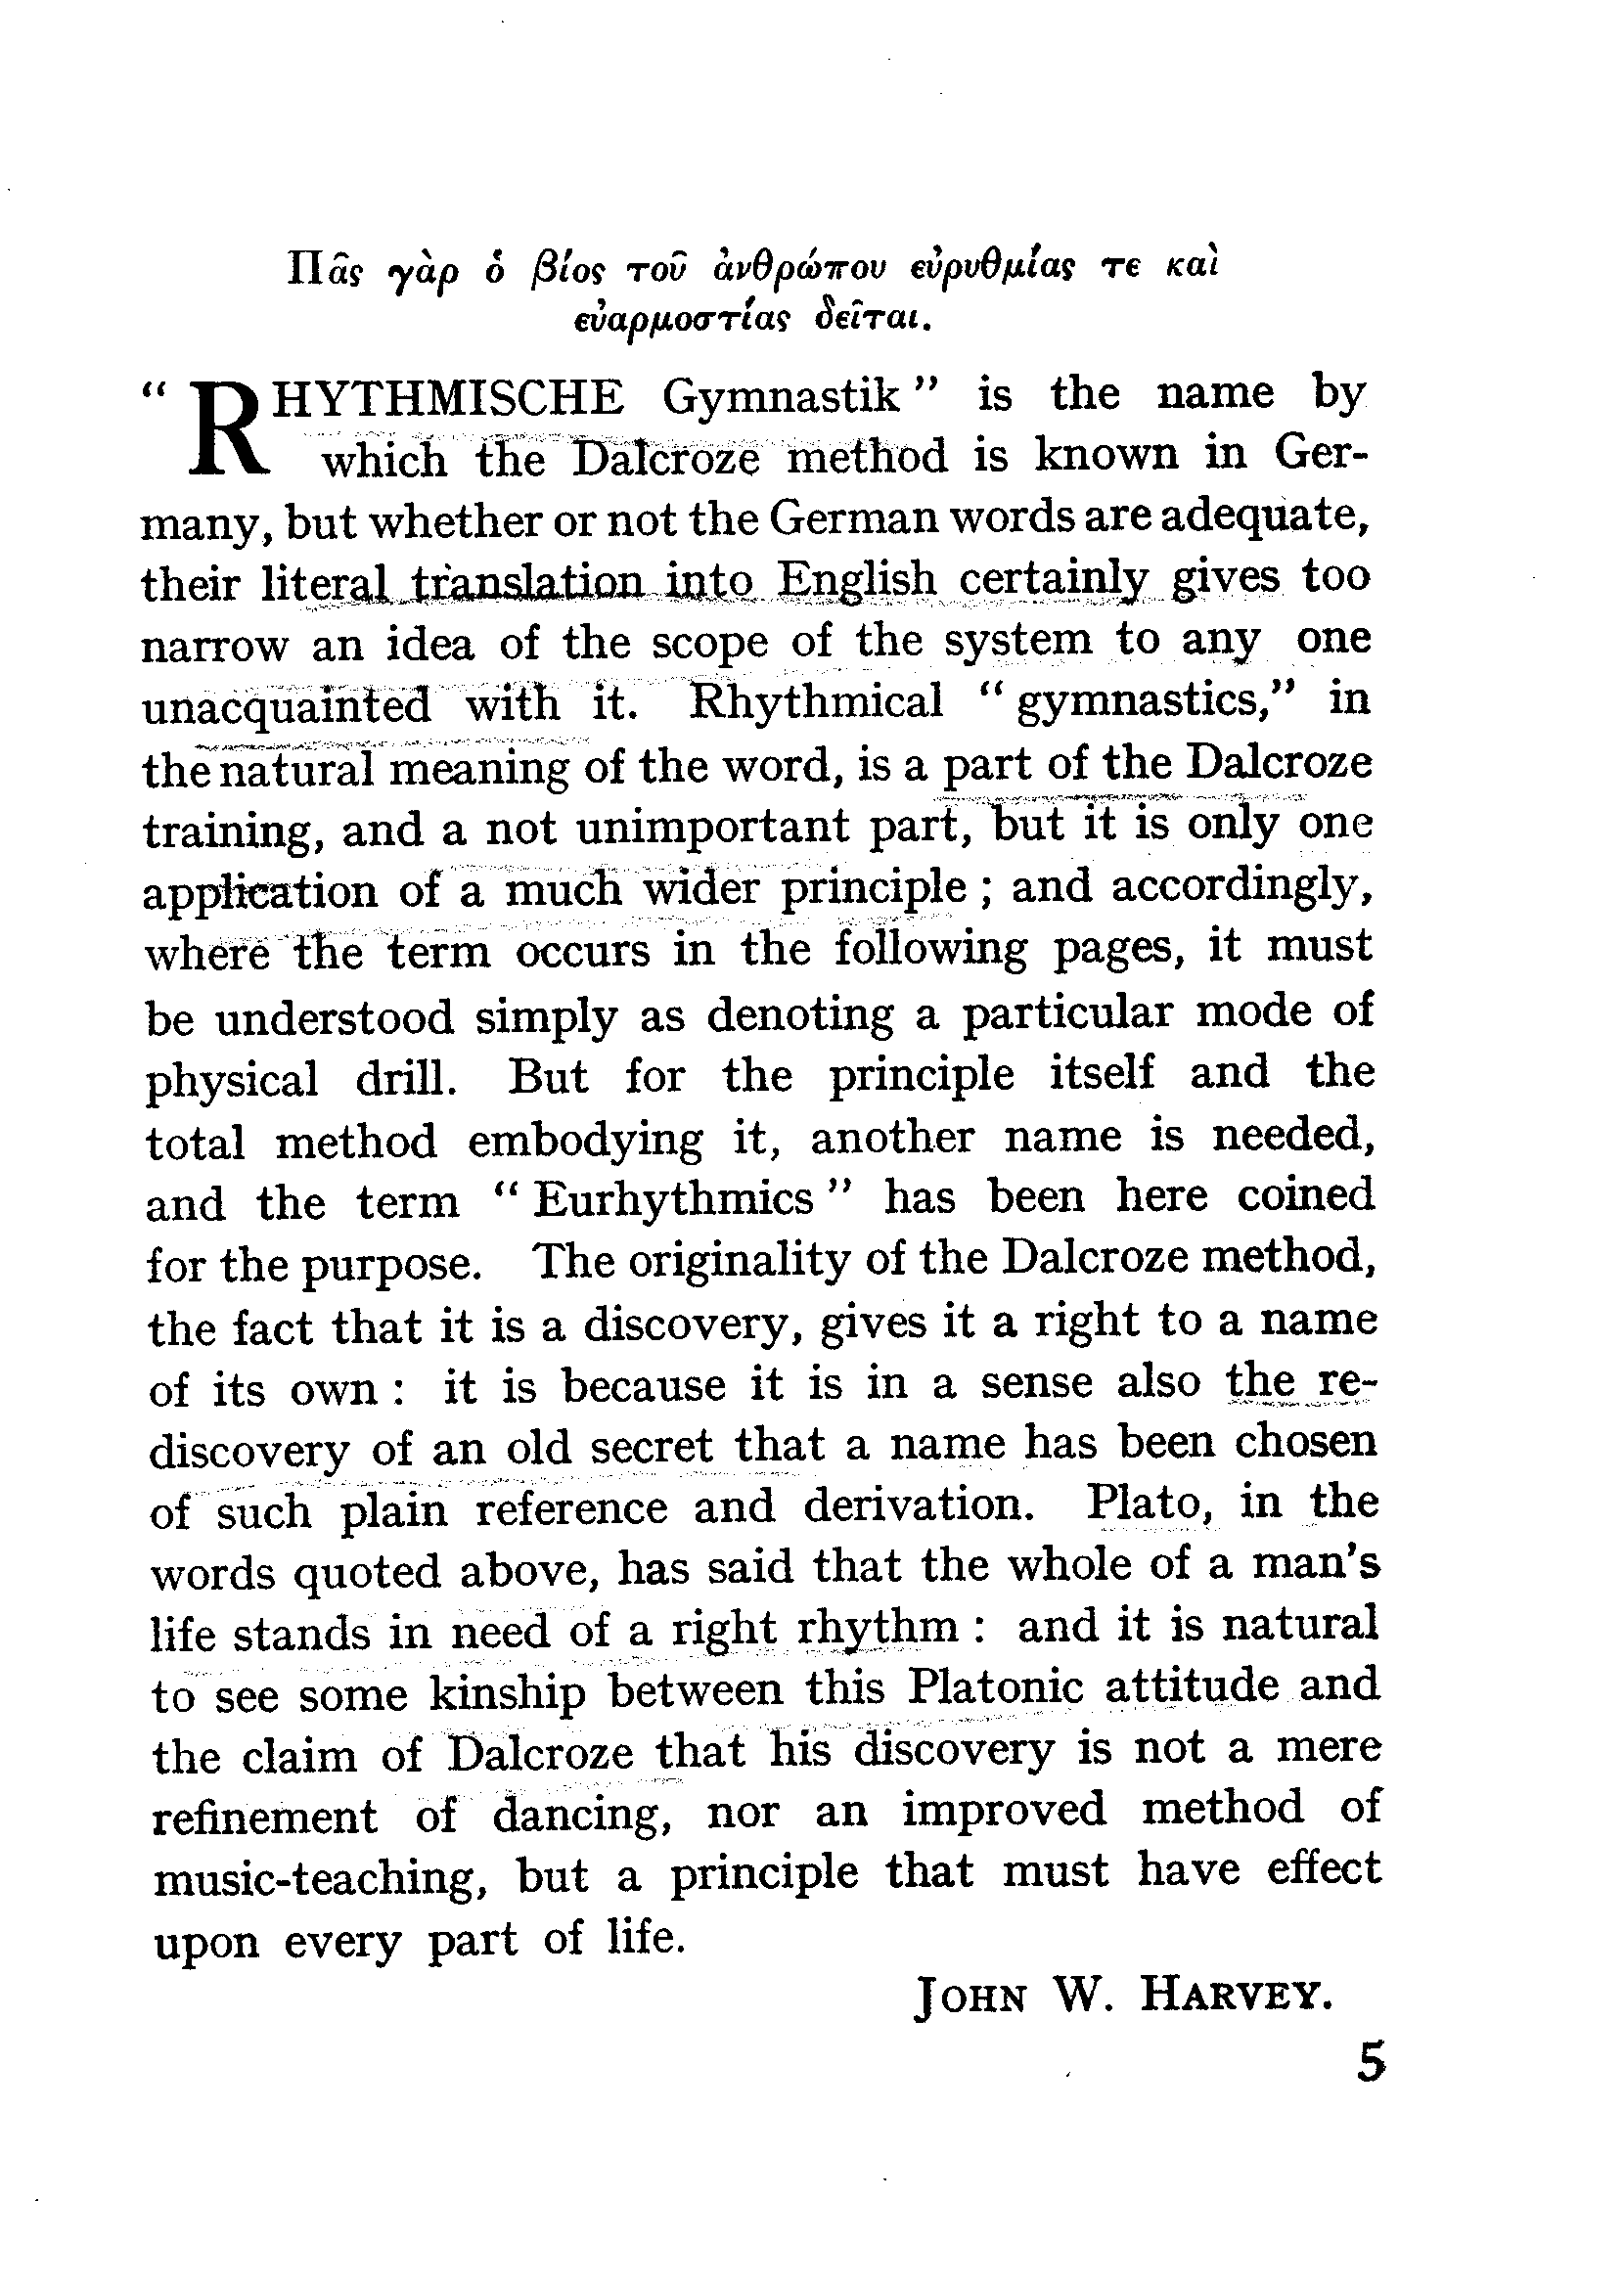 Πᾶς γὰρ ὁ βίος τοῦ ἀνθρώπου εὐρυθμίας τε καὶ
εὐαρμοστίας δεῖται.
“ RHYTHMISCHE Gymnastik ” is the name by
which the Dalcroze method is known in Ger-
many, but whether or not the German words are adequate,
their literal translation into English certainly gives too
narrow an idea of the scope of the system to any one
unacquainted with it. Rhythmical “ gymnastics,” in
the natural meaning of the word, is a part of the Dalcroze
training, and a not unimportant part, but it is only one
application of a much wider principle ; and accordingly,
where the term occurs in the following pages, it must
be understood simply as denoting a particular mode of
physical drill. But for the principle itself and the
total method embodying it, another name is needed,
and the term “ Eurhythmics ” has been here coined
for the purpose. The originality of the Dalcroze method,
the fact that it is a discovery, gives it a right to a name
of its own : it is because it is in a sense also the re-
discovery of an old secret that a name has been chosen
of such plain reference and derivation. Plato, in the
words quoted above, has said that the whole of a man’s
life stands in need of a right rhythm : and it is natural
to see some kinship between this Platonic attitude and
the claim of Dalcroze that his discovery is not a mere
refinement of dancing, nor an improved method of
music-teaching, but a principle that must have effect
upon every part of life.
JOHN W. HARVEY.
5